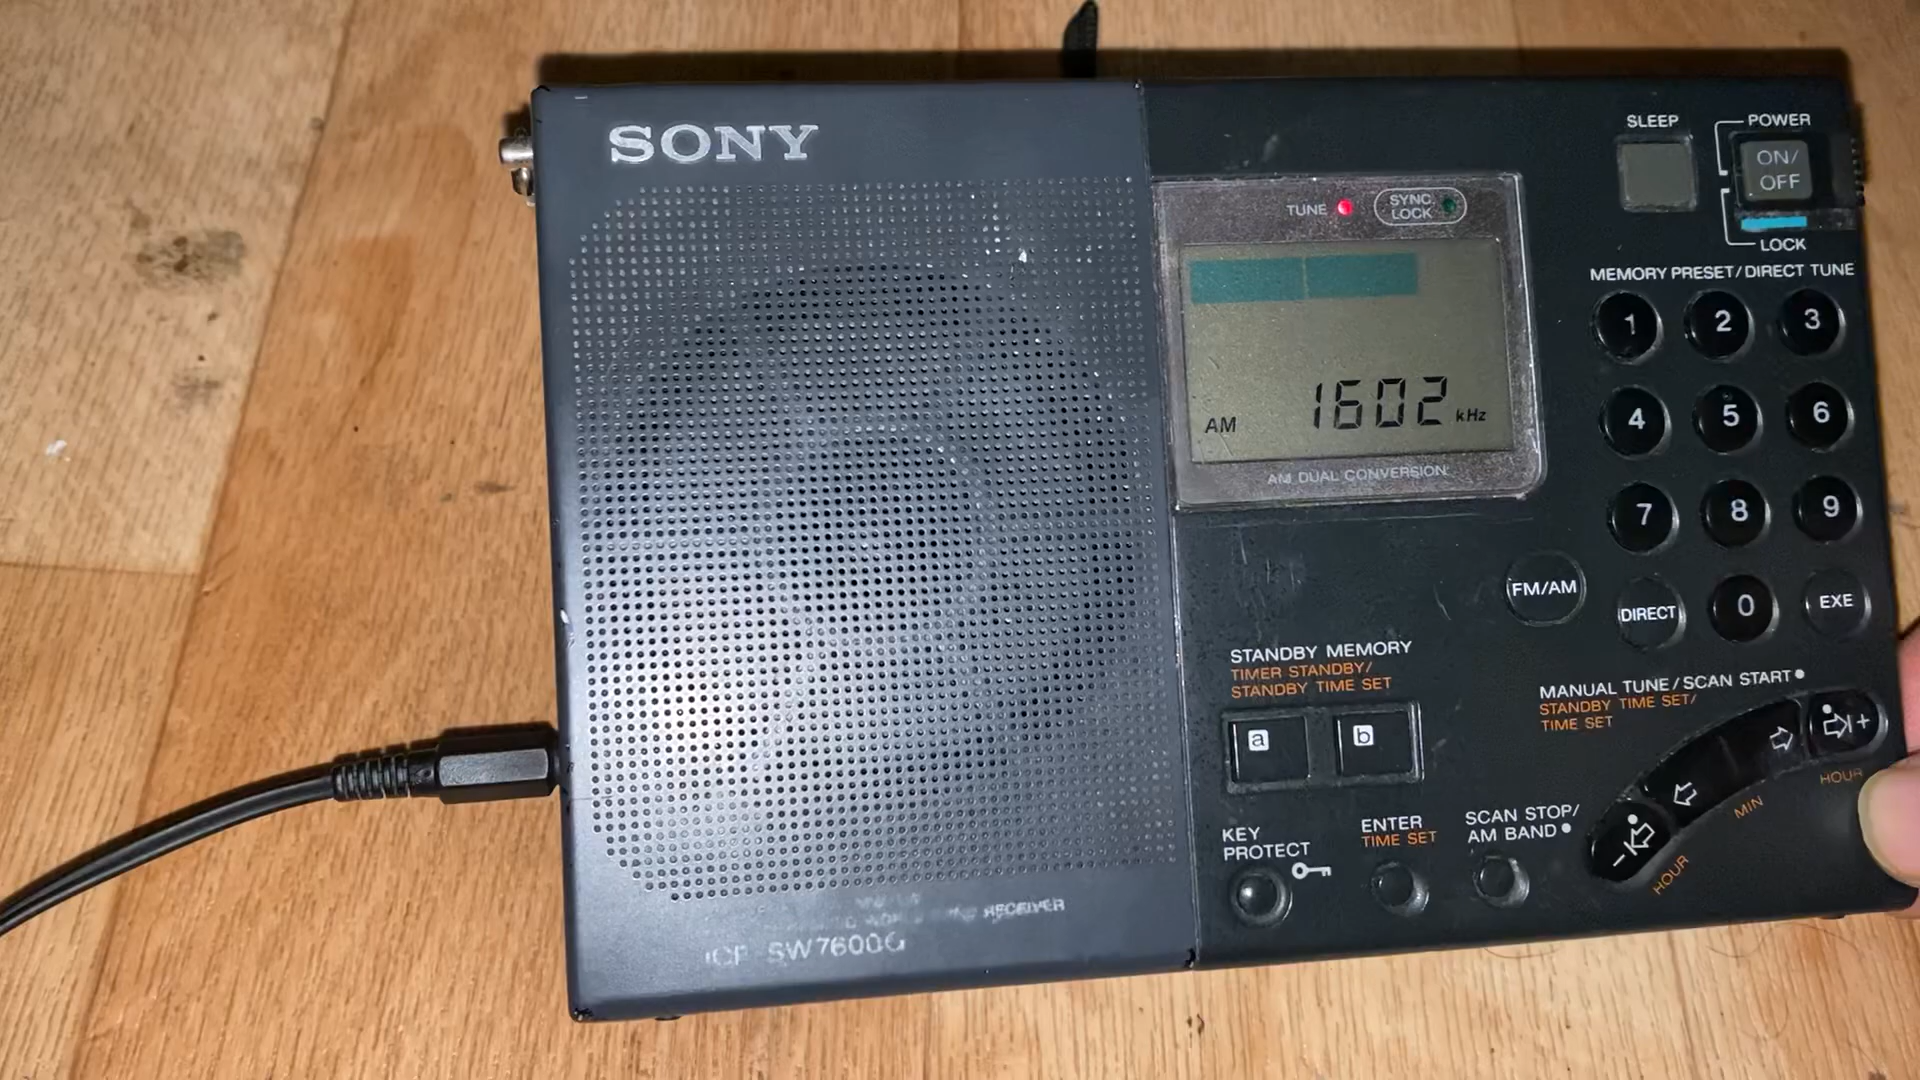 SONY
TUNE
SYNC.
LOCK
AM 1602 kHz
AM DUAL CONVERSION
SLEEP
POWER
ON/
OFF
LOCK
MEMORY PRESET/DIRECT TUNE
1 2 3
4 5 6
7 8 9
FM/AM
DIRECT 0 EXE
STANDBY MEMORY
TIMER STANDBY/
STANDBY TIME SET
a b
MANUAL TUNE/SCAN START
STANDBY TIME SET/
TIME SET
+
HOUR
MIN
-
HOUR
KEY
PROTECT
ENTER
TIME SET
SCAN STOP/
AM BAND
RECEIVER
SW7600G